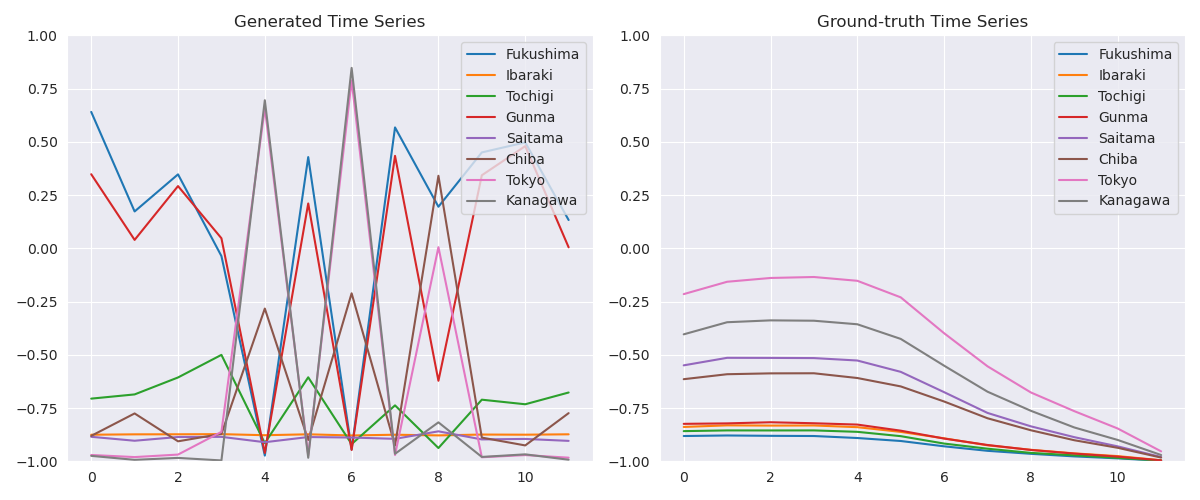 Generated Time Series
Ground-truth Time Series
1.00
0.75
0.50
0.25
0.00
−0.25
−0.50
−0.75
−1.00
0
2
4
6
8
10
Fukushima
Ibaraki
Tochigi
Gunma
Saitama
Chiba
Tokyo
Kanagawa
1.00
0.75
0.50
0.25
0.00
−0.25
−0.50
−0.75
−1.00
0
2
4
6
8
10
Fukushima
Ibaraki
Tochigi
Gunma
Saitama
Chiba
Tokyo
Kanagawa